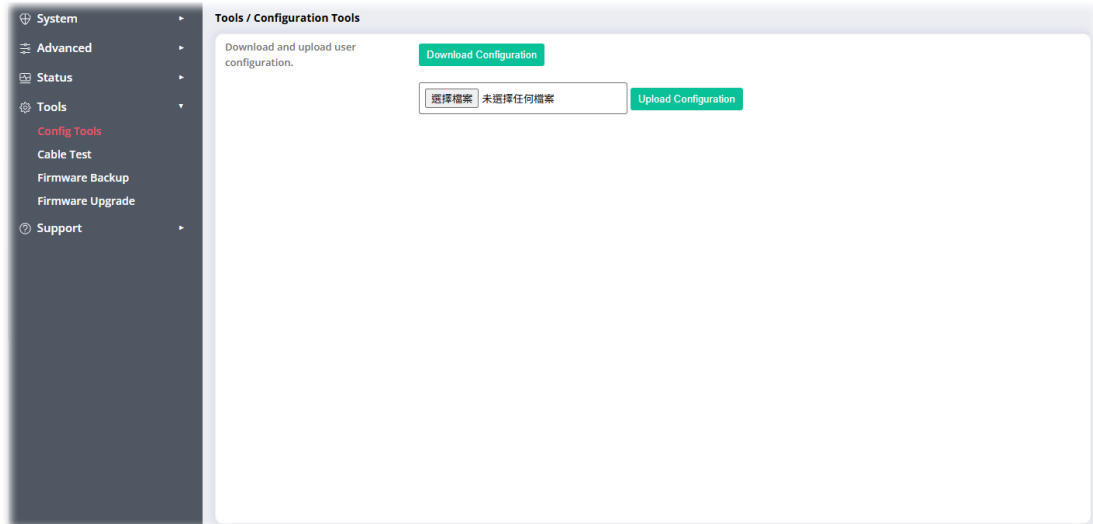 System
Advanced
Status
Tools
Config Tools
Cable Test
Firmware Backup
Firmware Upgrade
Support
Tools / Configuration Tools
Download and upload user
configuration.
Download Configuration
選擇檔案 未選擇任何檔案
Upload Configuration